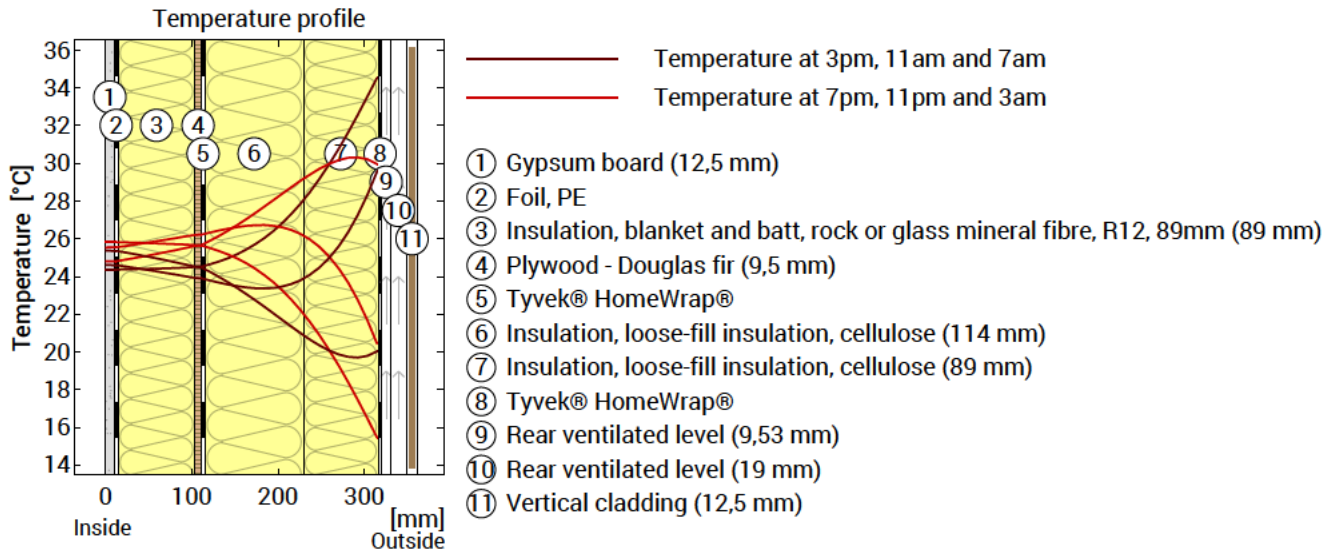 Temperature profile
Temperature [°C]
36
34
32
30
28
26
24
22
20
18
16
14
0 100 200 300
[mm]
Inside
Outside
1
2
3
4
5
6
7
8
9
10
11
Temperature at 3pm, 11am and 7am
Temperature at 7pm, 11pm and 3am
1 Gypsum board (12,5 mm)
2 Foil, PE
3 Insulation, blanket and batt, rock or glass mineral fibre, R12, 89mm (89 mm)
4 Plywood - Douglas fir (9,5 mm)
5 Tyvek® HomeWrap®
6 Insulation, loose-fill insulation, cellulose (114 mm)
7 Insulation, loose-fill insulation, cellulose (89 mm)
8 Tyvek® HomeWrap®
9 Rear ventilated level (9,53 mm)
10 Rear ventilated level (19 mm)
11 Vertical cladding (12,5 mm)